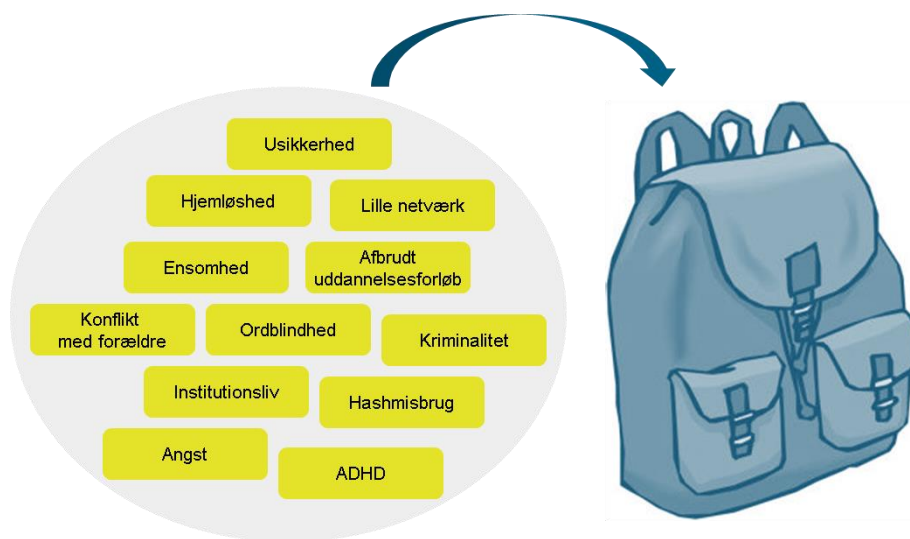 Usikkerhed
Hjemløshed
Lille netværk
Ensomhed
Afbrudt
uddannelsesforløb
Konflikt
med forældre
Ordblindhed
Kriminalitet
Institutionsliv
Hashmisbrug
Angst
ADHD